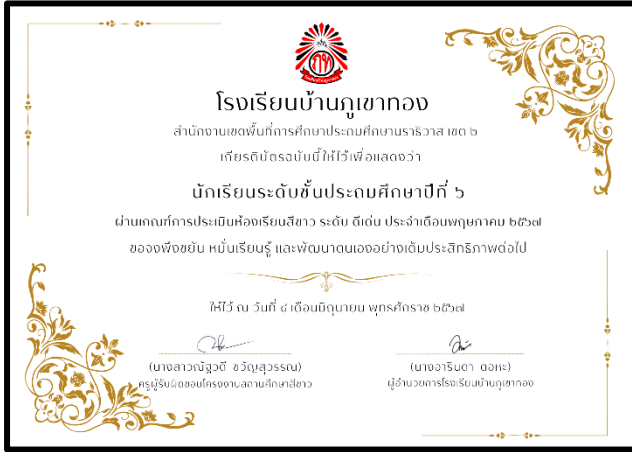 โรงเรียนบ้านภูเขาทอง
สำนักงานเขตพื้นที่การศึกษาประถมศึกษานราธิวาส เขต ๒
เกียรติบัตรฉบับนี้ให้ไว้เพื่อแสดงว่า
นักเรียนระดับชั้นประถมศึกษาปีที่ ๖
ผ่านเกณฑ์การประเมินห้องเรียนสีขาว ระดับ ดีเด่น ประจำเดือนพฤษภาคม ๒๕๖๗
ขอจงพึงขยัน หมั่นเรียนรู้ และพัฒนาตนเองอย่างเต็มประสิทธิภาพต่อไป
ให้ไว้ ณ วันที่ ๘ เดือนมิถุนายน พุทธศักราช ๒๕๖๗
(นางสาวณัฐวดี ขวัญสุวรรณ)
ครูผู้รับผิดชอบโครงงานสถานศึกษาสีขาว
(นางอารินดา ดอหะ)
ผู้อำนวยการโรงเรียนบ้านภูเขาทอง